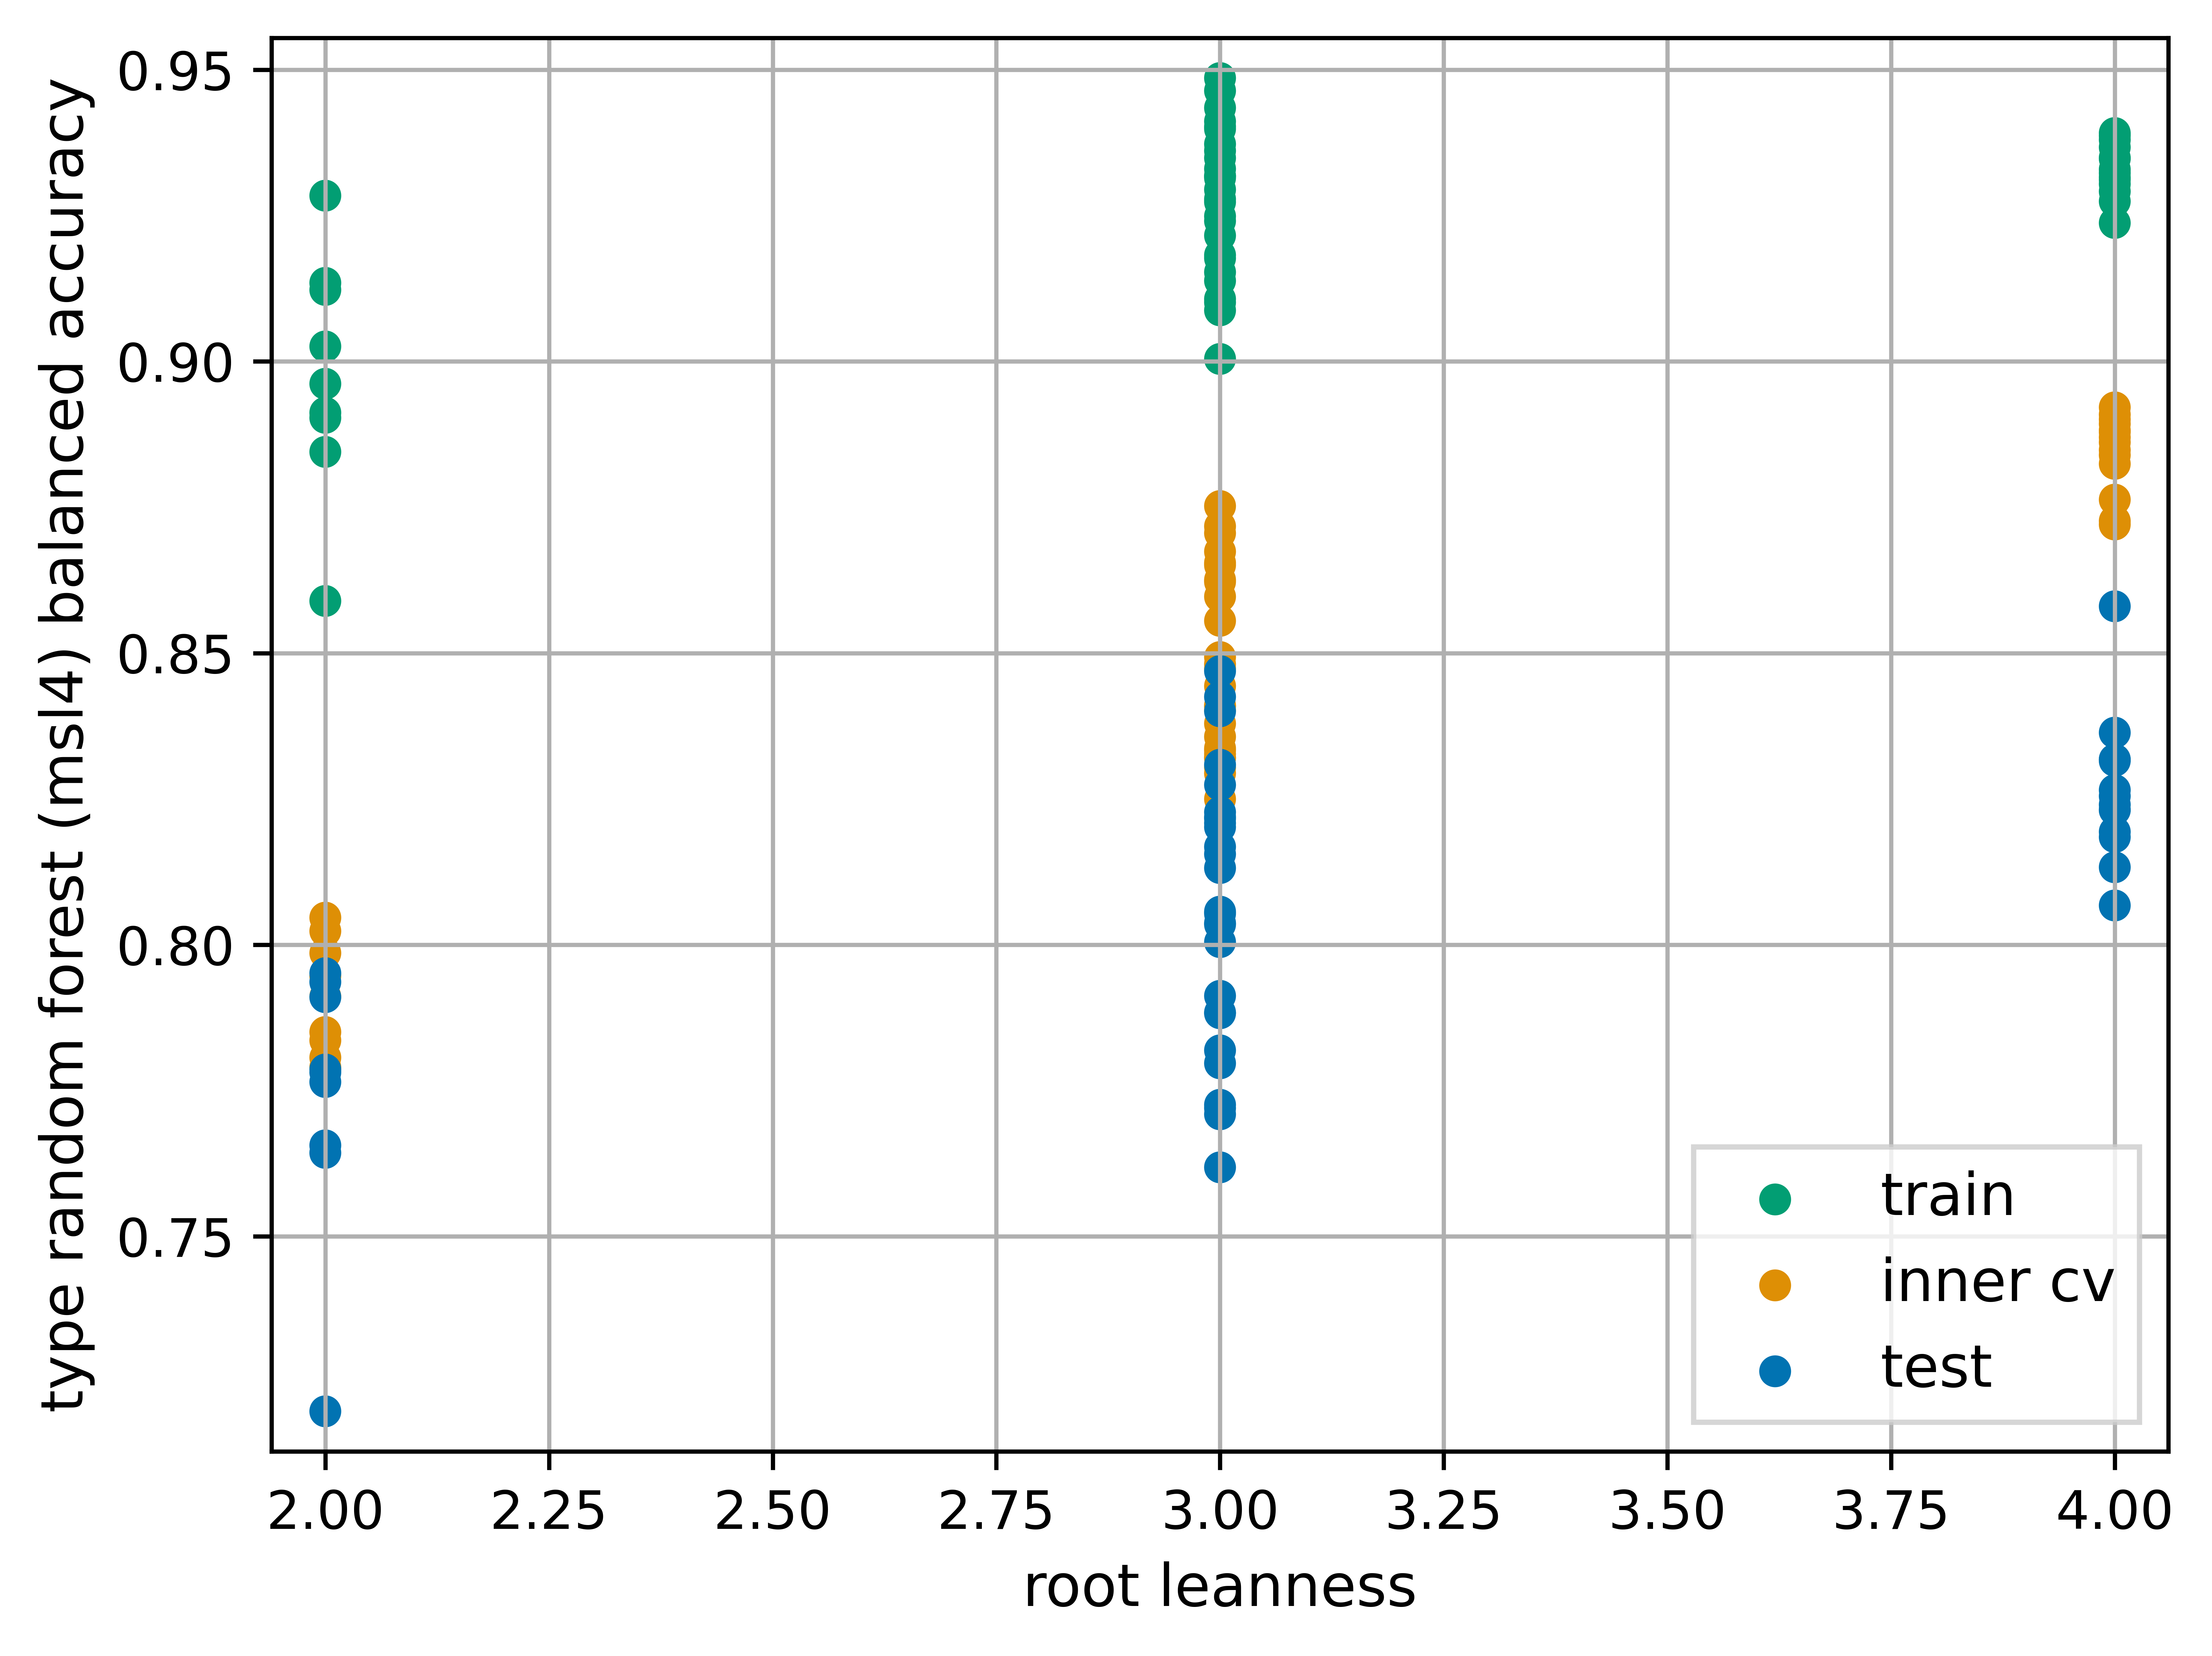 type random forest (msl4) balanced accuracy
0.95
0.90
0.85
0.80
0.75
2.00 2.25 2.50 2.75 3.00 3.25 3.50 3.75 4.00
root leanness
train
inner cv
test